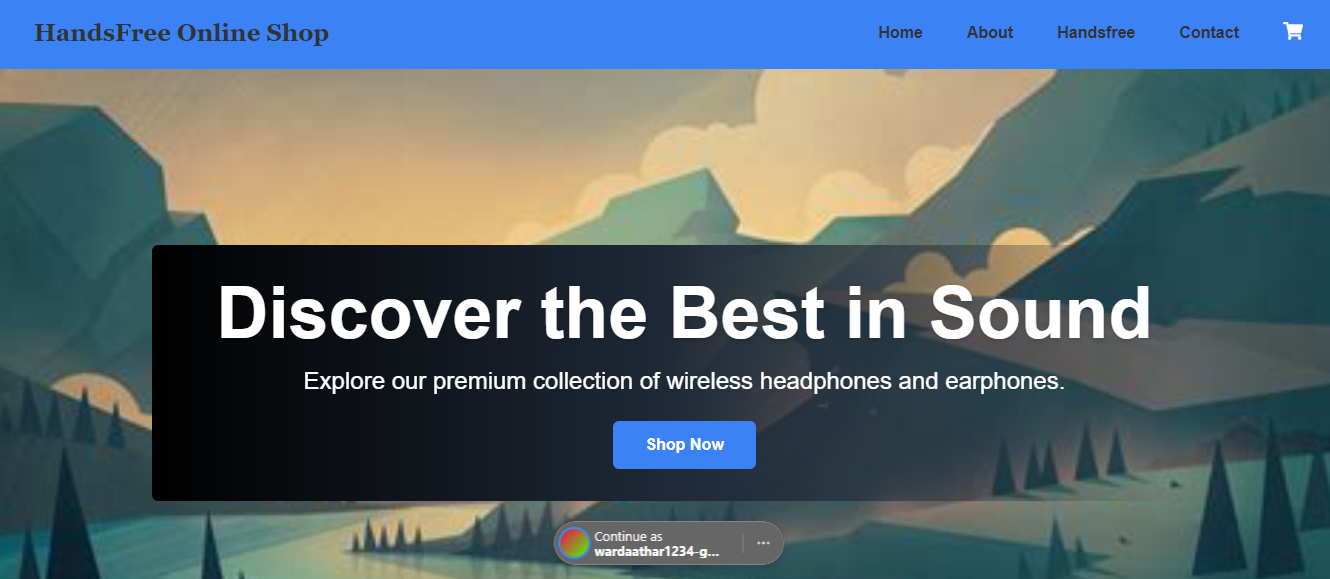 HandsFree Online Shop
Home About Handsfree Contact
Discover the Best in Sound
Explore our premium collection of wireless headphones and earphones.
Shop Now
Continue as
wardaathar1234-g...